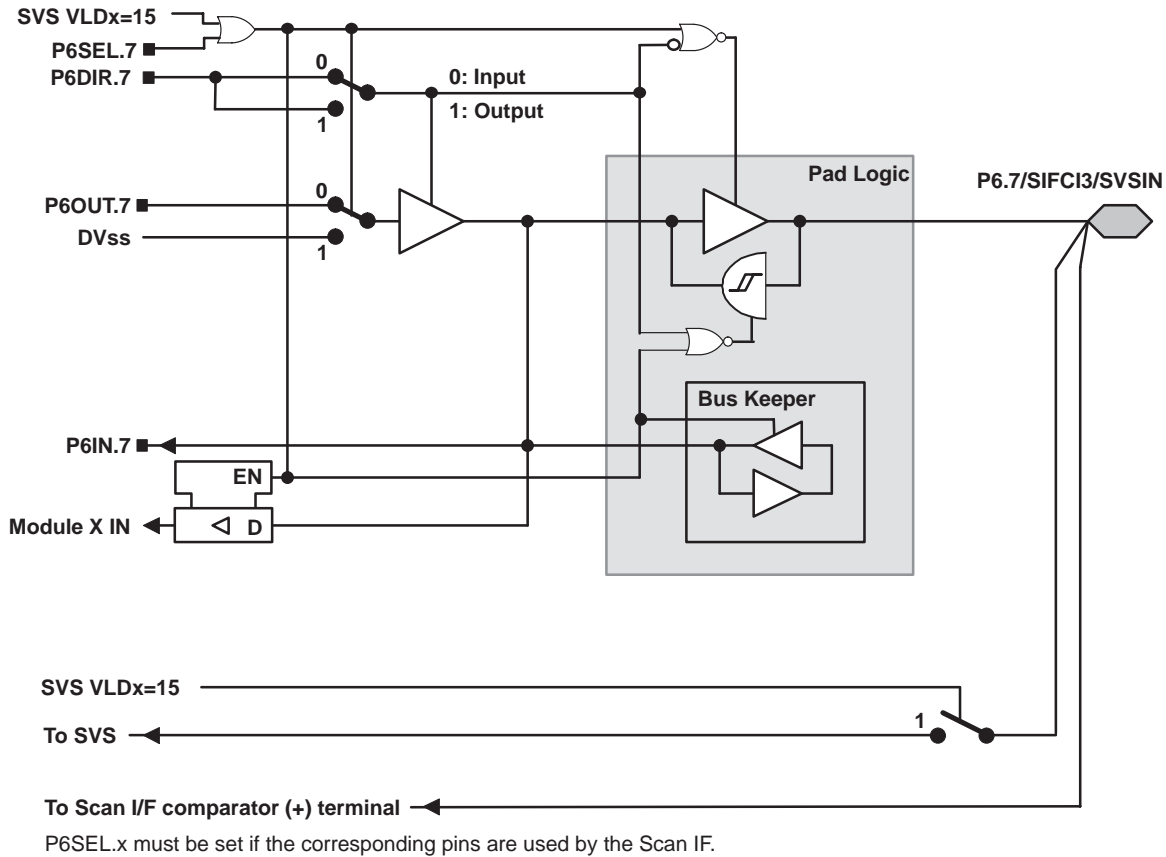 SVS VLDx=15
P6SEL.7
P6DIR.7
0
1
0: Input
1: Output
Pad Logic
P6.7/SIFCI3/SVSIN
P6OUT.7
0
DVss
1
Bus Keeper
P6IN.7
EN
D
Module X IN
SVS VLDx=15
1
To SVS
To Scan I/F comparator (+) terminal
P6SEL.x must be set if the corresponding pins are used by the Scan IF.